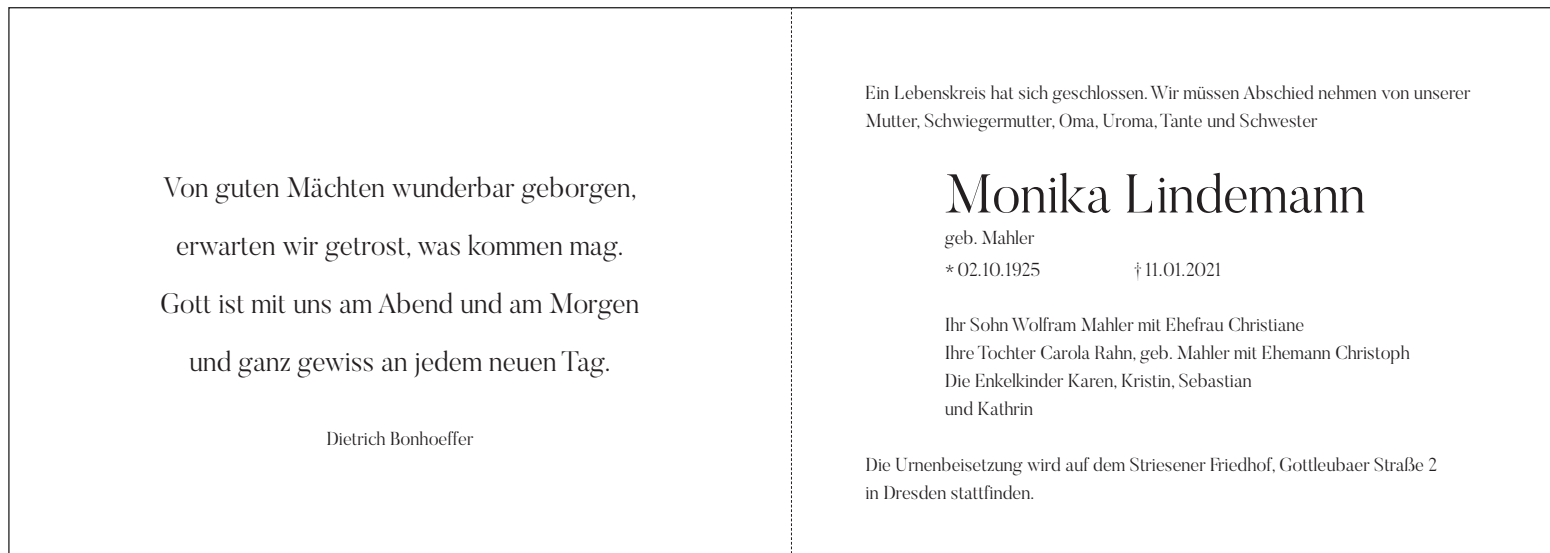 Von guten Mächten wunderbar geborgen,
erwarten wir getrost, was kommen mag.
Gott ist mit uns am Abend und am Morgen
und ganz gewiss an jedem neuen Tag.
Dietrich Bonhoeffer
Ein Lebenskreis hat sich geschlossen. Wir müssen Abschied nehmen von unserer
Mutter, Schwiegermutter, Oma, Uroma, Tante und Schwester
Monika Lindemann
geb. Mahler
* 02.10.1925 † 11.01.2021
Ihr Sohn Wolfram Mahler mit Ehefrau Christiane
Ihre Tochter Carola Rahn, geb. Mahler mit Ehemann Christoph
Die Enkelkinder Karen, Kristin, Sebastian
und Kathrin
Die Urnenbeisetzung wird auf dem Striesener Friedhof, Gottleubaer Straße 2
in Dresden stattfinden.